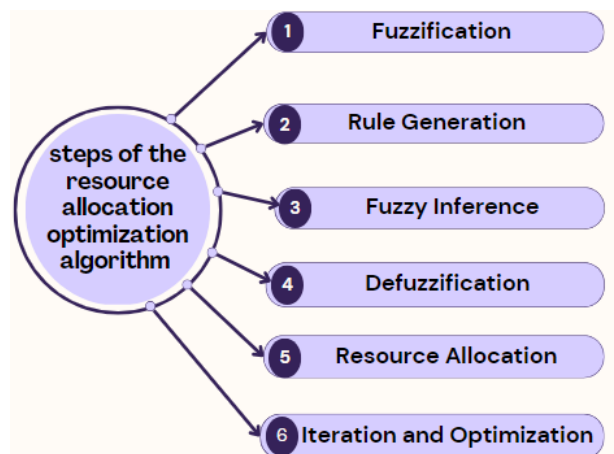 steps of the
resource
allocation
optimization
algorithm
1 Fuzzification
2 Rule Generation
3 Fuzzy Inference
4 Defuzzification
5 Resource Allocation
6 Iteration and Optimization